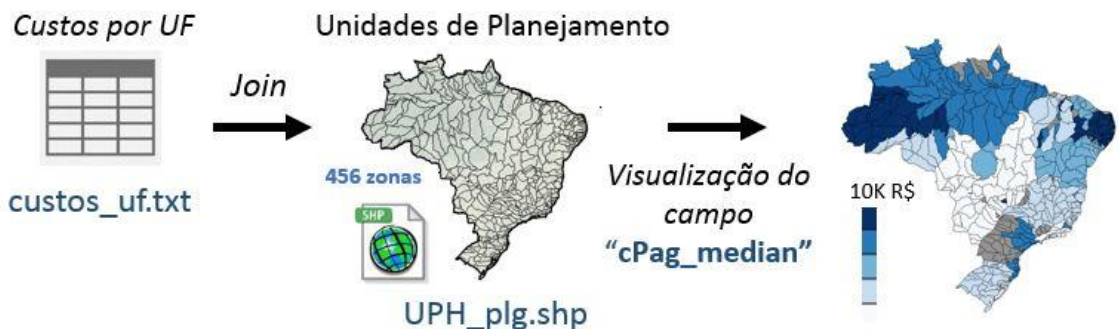 Custos por UF
Join
custos_uf.txt
Unidades de Planejamento
456 zonas
SHP
UPH_plg.shp
Visualização do
campo
“cPag_median”
10K R$